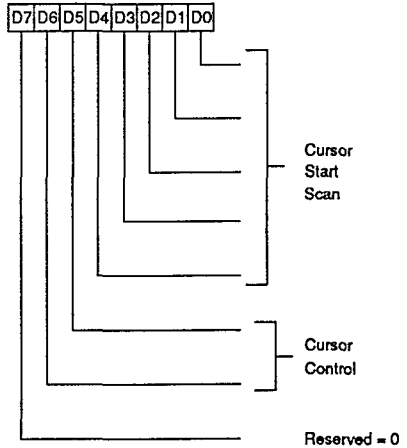 D7 D6 D5 D4 D3 D2 D1 D0
Cursor
Start
Scan
Cursor
Control
Reserved = 0